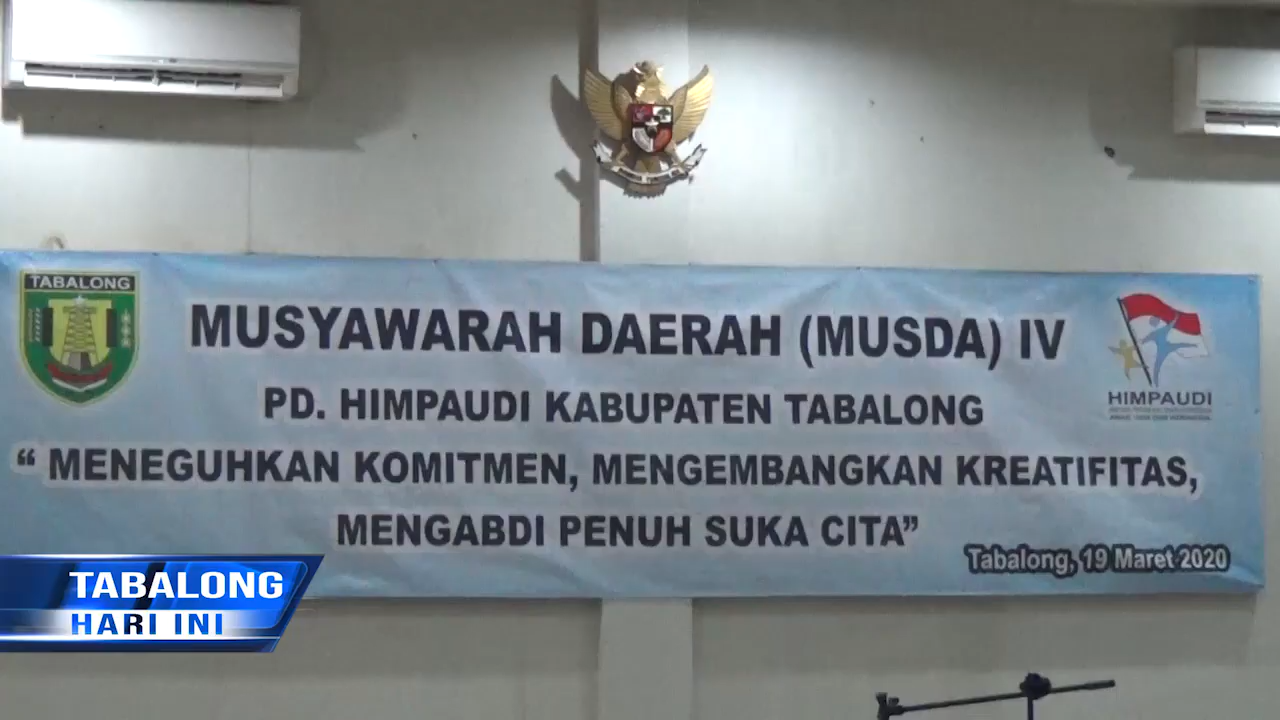 TABALONG
MUSYAWARAH DAERAH (MUSDA) IV
PD. HIMPAUDI KABUPATEN TABALONG
“ MENEGUHKAN KOMITMEN, MENGEMBANGKAN KREATIFITAS,
MENGABDI PENUH SUKA CITA”
Tabalong, 19 Maret 2020
HIMPAUDI
TABALONG
HARI INI